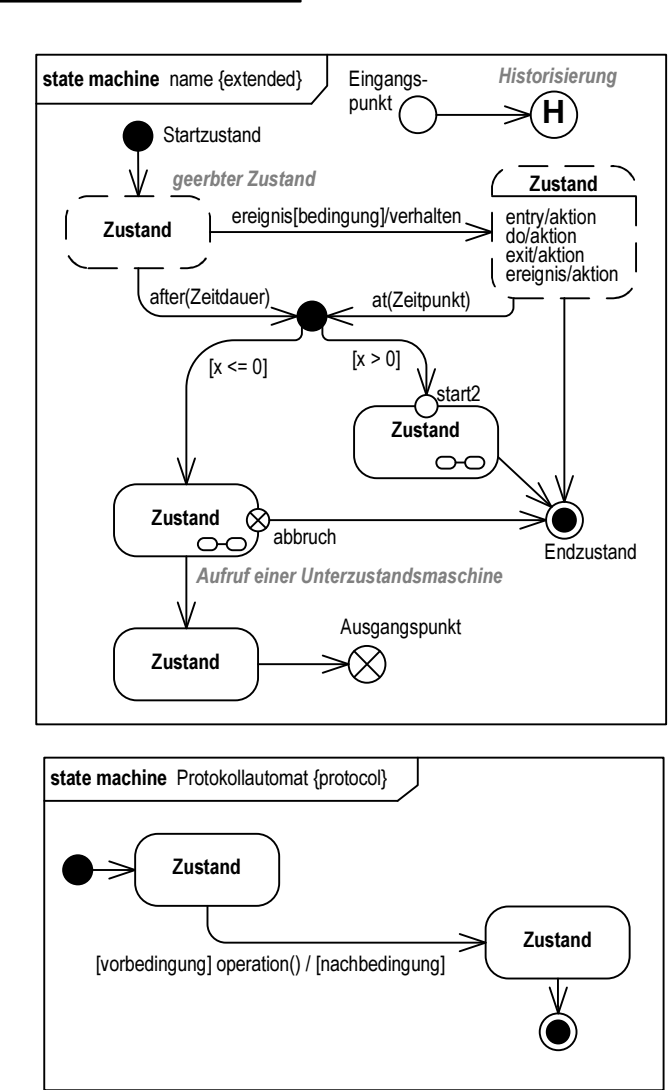 state machine name {extended}
Eingangs-
punkt
Historisierung
H
Startzustand
geerbter Zustand
Zustand
ereignis[bedingung]/verhalten
Zustand
entry/aktion
do/aktion
exit/aktion
ereignis/aktion
after(Zeitdauer)
at(Zeitpunkt)
[x <= 0]
[x > 0]
start2
Zustand
Zustand
abbruch
Endzustand
Aufruf einer Unterzustandsmaschine
Ausgangspunkt
Zustand
state machine Protokollautomat {protocol}
Zustand
Zustand
[vorbedingung] operation() / [nachbedingung]